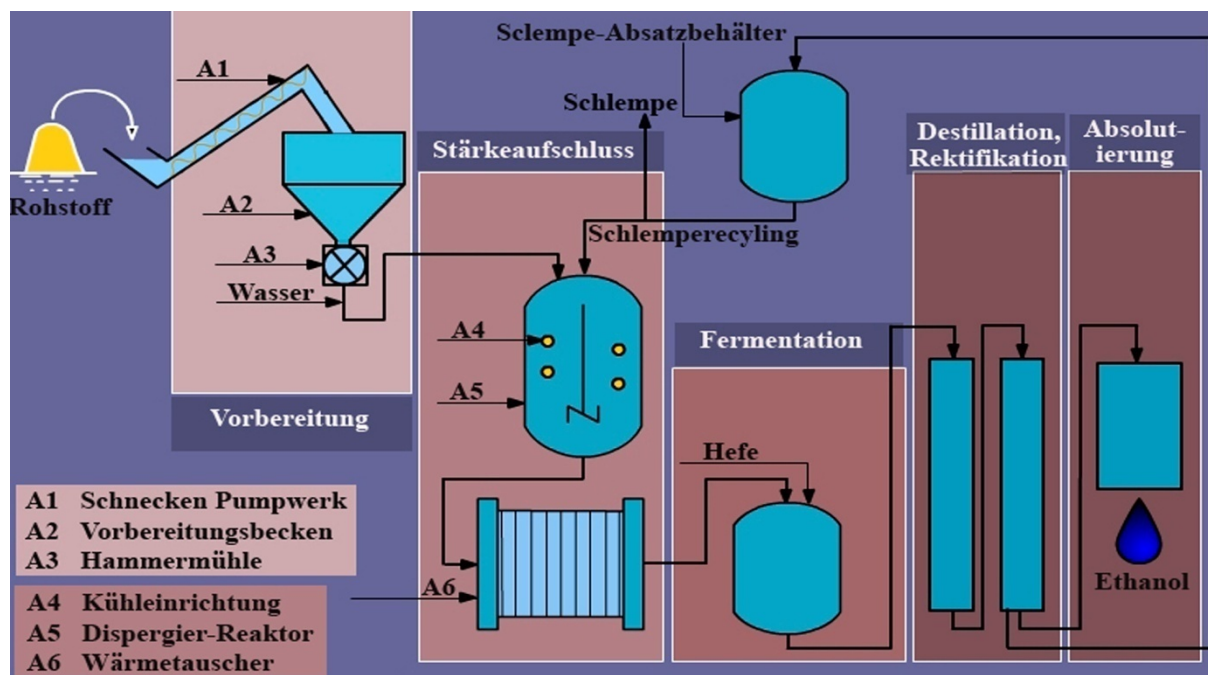 Sclempe-Absatzbehälter
A1
Schlempe
Destillation,
Rektifikation
Absolut-
ierung
Stärkeaufschluss
Rohstoff
A2
Schlemperecyling
A3
Wasser
A4
Fermentation
A5
Vorbereitung
Hefe
A1 Schnecken Pumpwerk
A2 Vorbereitungsbecken
A3 Hammermühle
A6
Ethanol
A4 Kühleinrichtung
A5 Dispergier-Reaktor
A6 Wärmetauscher